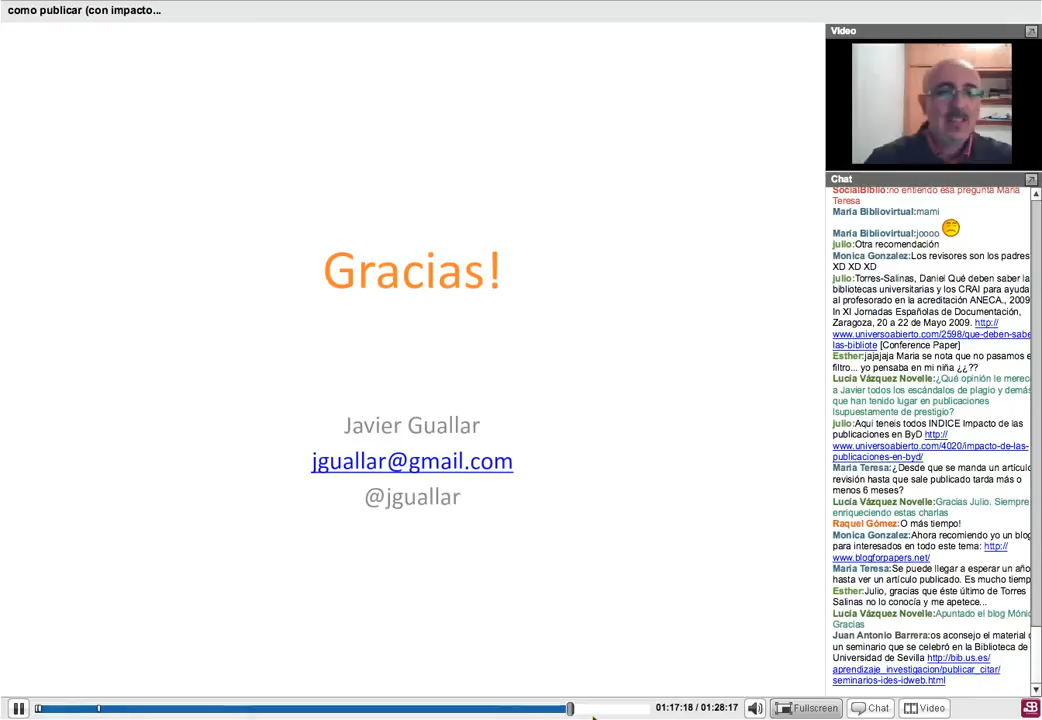 como publicar (con impacto...
Gracias!
Javier Guallar
jguallar@gmail.com
@jguallar
Video
Chat
SocialBiblio:no entiendo esa pregunta Maria
Teresa
María Bibliovirtual:mami
María Bibliovirtual:joooo
julio:Otra recomendación
Monica Gonzalez:Los revisores son los padres
XD XD XD
julio:Torres-Salinas, Daniel Qué deben saber la
bibliotecas universitarias y los CRAI para ayuda
al profesorado en la acreditación ANECA., 2009
In XI Jornadas Españolas de Documentación,
Zaragoza, 20 a 22 de Mayo 2009. http://
www.universoabierto.com/2598/que-deben-sabe
las-bibliote [Conference Paper]
Esther:jajajaja Maria se nota que no pasamos e
filtro... yo pensaba en mi niña ¿¿??
Lucía Vázquez Novelle:¿Qué opinión le merec
a Javier todos los escándalos de plagio y demás
que han tenido lugar en publicaciones
lsupuestamente de prestigio?
julio:Aqui teneis todos INDICE Impacto de las
publicaciones en ByD http://
www.universoabierto.com/4020/impacto-de-las-
publicaciones-en-byd/
María Teresa:¿Desde que se manda un artícul
revisión hasta que sale publicado tarda más o
menos 6 meses?
Lucía Vázquez Novelle:Gracias Julio. Siempre
enriqueciendo estas charlas
Raquel Gómez:O más tiempo!
Monica Gonzalez:Ahora recomiendo yo un blog
para interesados en todo este tema: http://
www.blogforpapers.net/
María Teresa:Se puede llegar a esperar un año
hasta ver un artículo publicado. Es mucho tiemp
Esther:Julio, gracias que éste último de Torres
Salinas no lo conocía y me apetece...
Lucía Vázquez Novelle:Apuntado el blog Móni
Gracias
Juan Antonio Barrera:os aconsejo el material
un seminario que se celebró en la Biblioteca de
Universidad de Sevilla http://bib.us.es/
aprendizaje_investigacion/publicar_citar/
seminarios-ides-idweb.html
01:17:18 / 01:28:17
Fullscreen
Chat
Video
SB